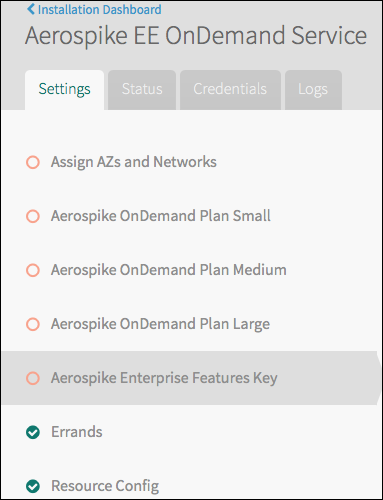 Installation Dashboard
Aerospike EE OnDemand Service
Settings Status Credentials Logs
Assign AZs and Networks
Aerospike OnDemand Plan Small
Aerospike OnDemand Plan Medium
Aerospike OnDemand Plan Large
Aerospike Enterprise Features Key
Errands
Resource Config